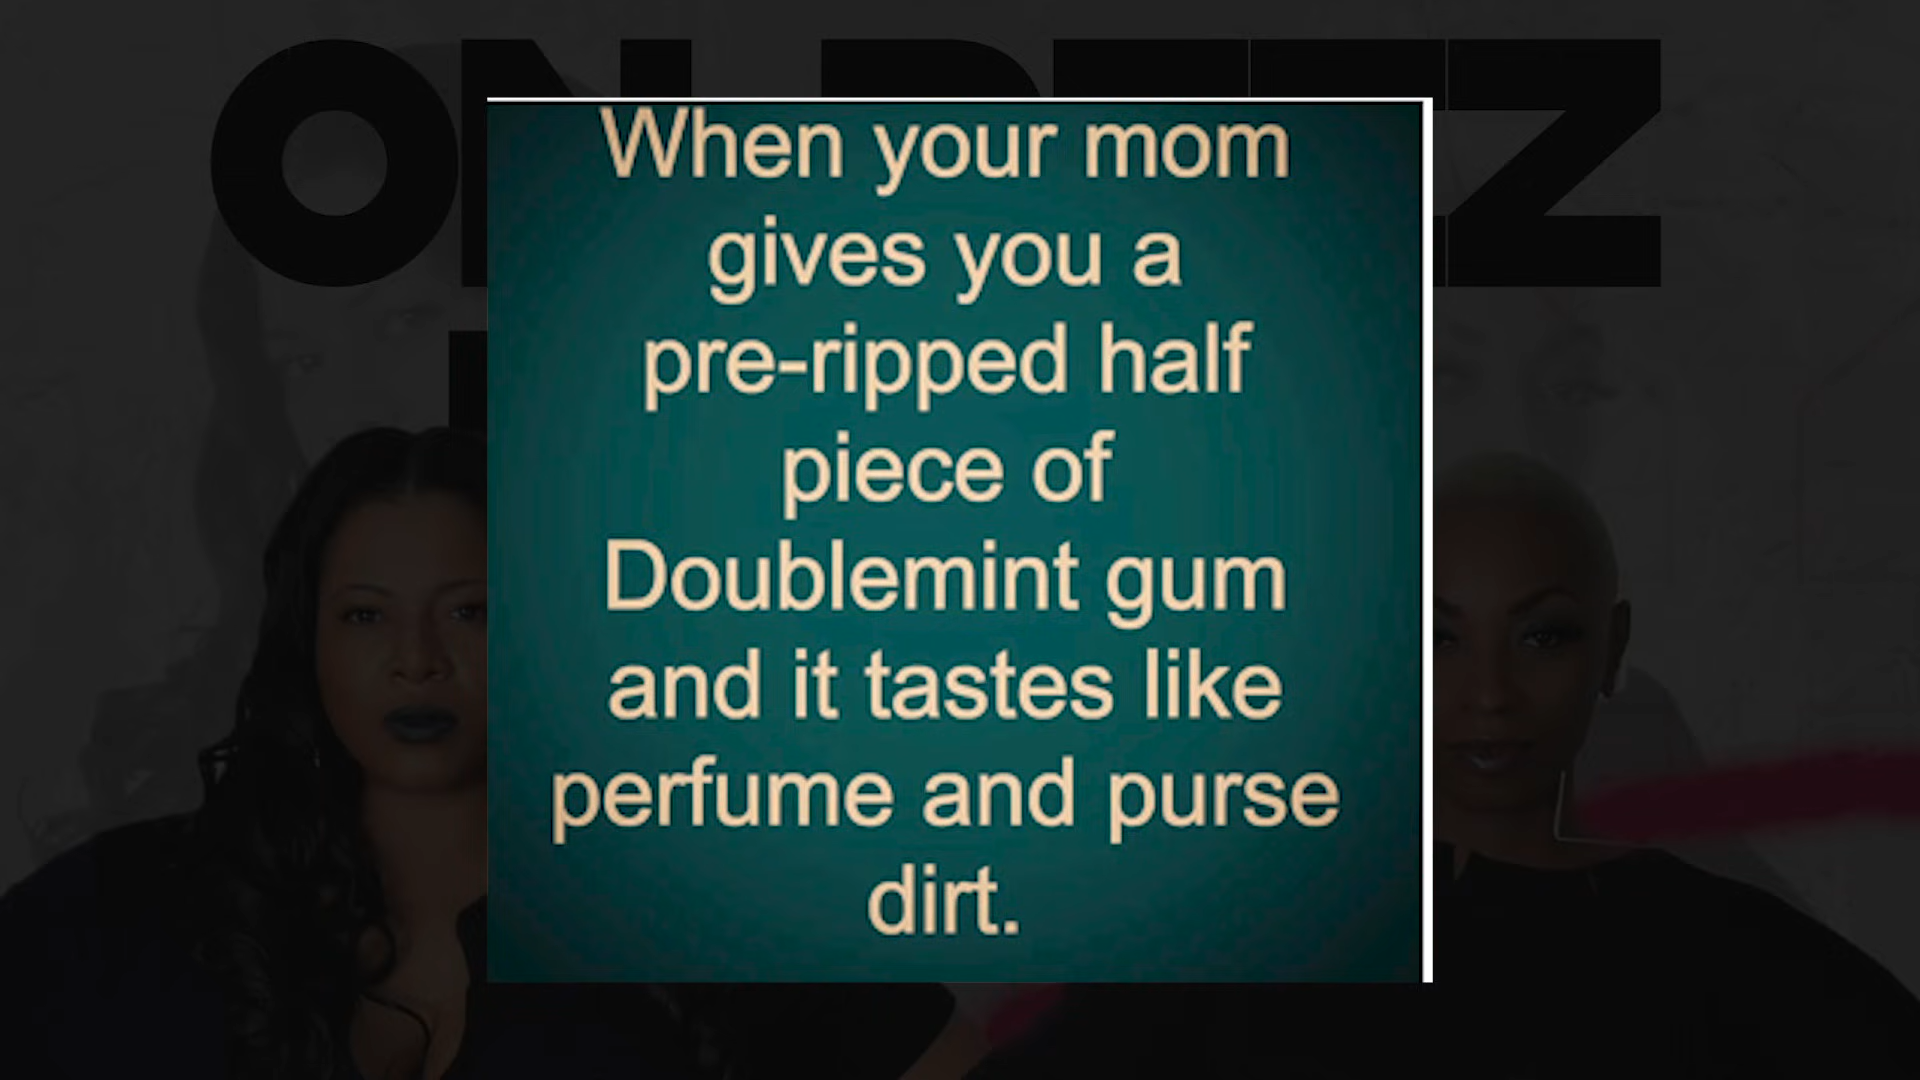 When your mom
gives you a
pre-ripped half
piece of
Doublemint gum
and it tastes like
perfume and purse
dirt.